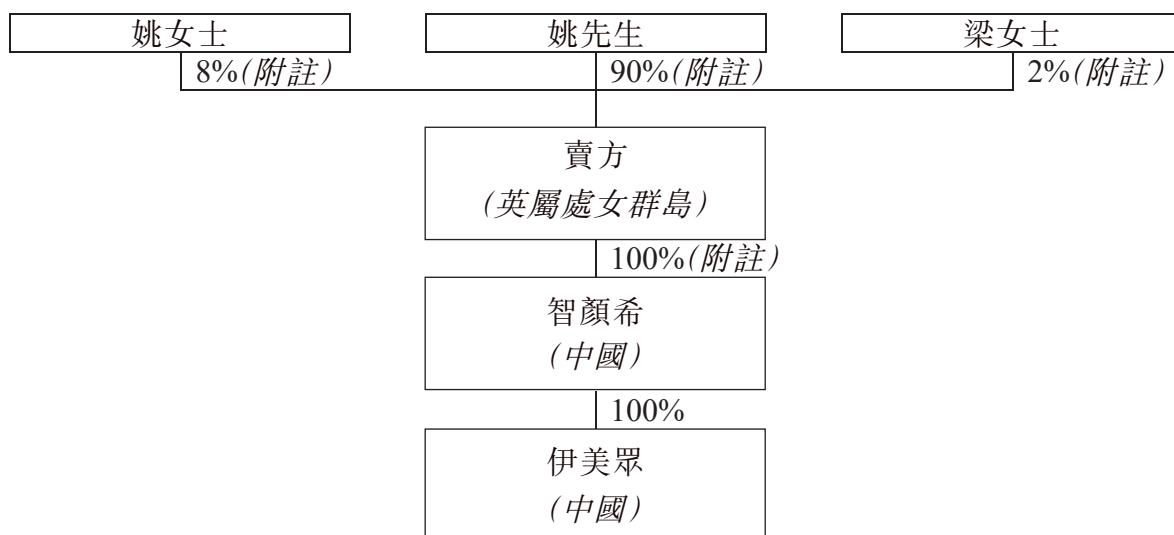 姚女士
姚先生
梁女士
8%(附註)
90%(附註)
2%(附註)
賣方
(英屬處女群島)
100%(附註)
智顏希
(中國)
100%
伊美眾
(中國)